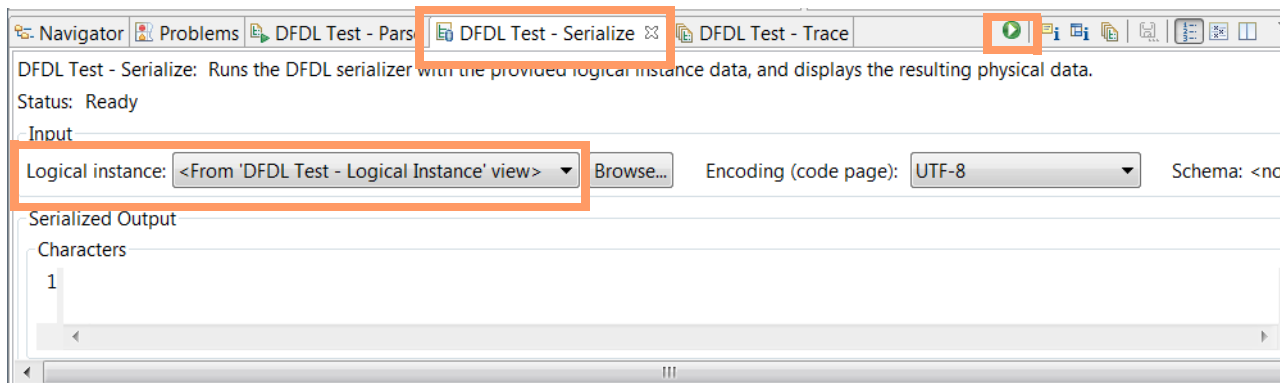 Navigator Problems DFDL Test - Parse DFDL Test - Serialize DFDL Test - Trace
DFDL Test - Serialize: Runs the DFDL serializer with the provided logical instance data, and displays the resulting physical data.
Status: Ready
Input
Logical instance: <From 'DFDL Test - Logical Instance' view> Browse... Encoding (code page): UTF-8 Schema: <no
Serialized Output
Characters
1